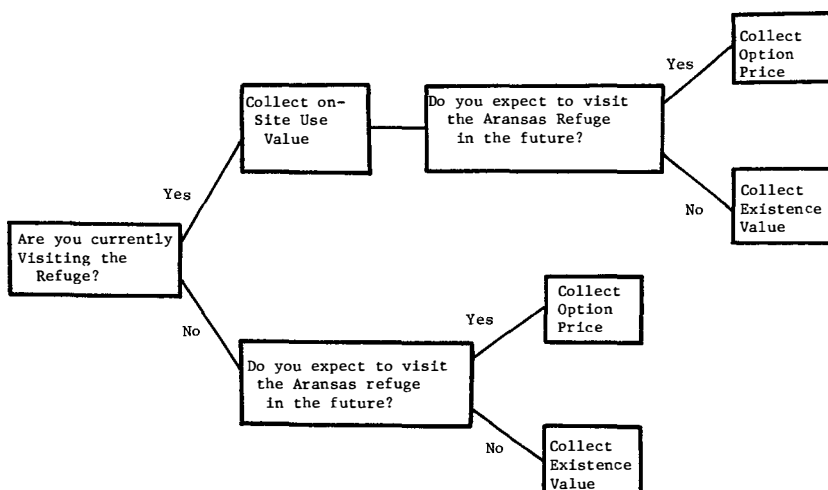 Collect
Option
Price
Yes
Collect on-
Site Use
Value
Do you expect to visit
the Aransas Refuge
in the future?
Yes
No
Collect
Existence
Value
Are you currently
Visiting the
Refuge?
No
Yes
Collect
Option
Price
Do you expect to visit
the Aransas refuge
in the future?
No
Collect
Existence
Value